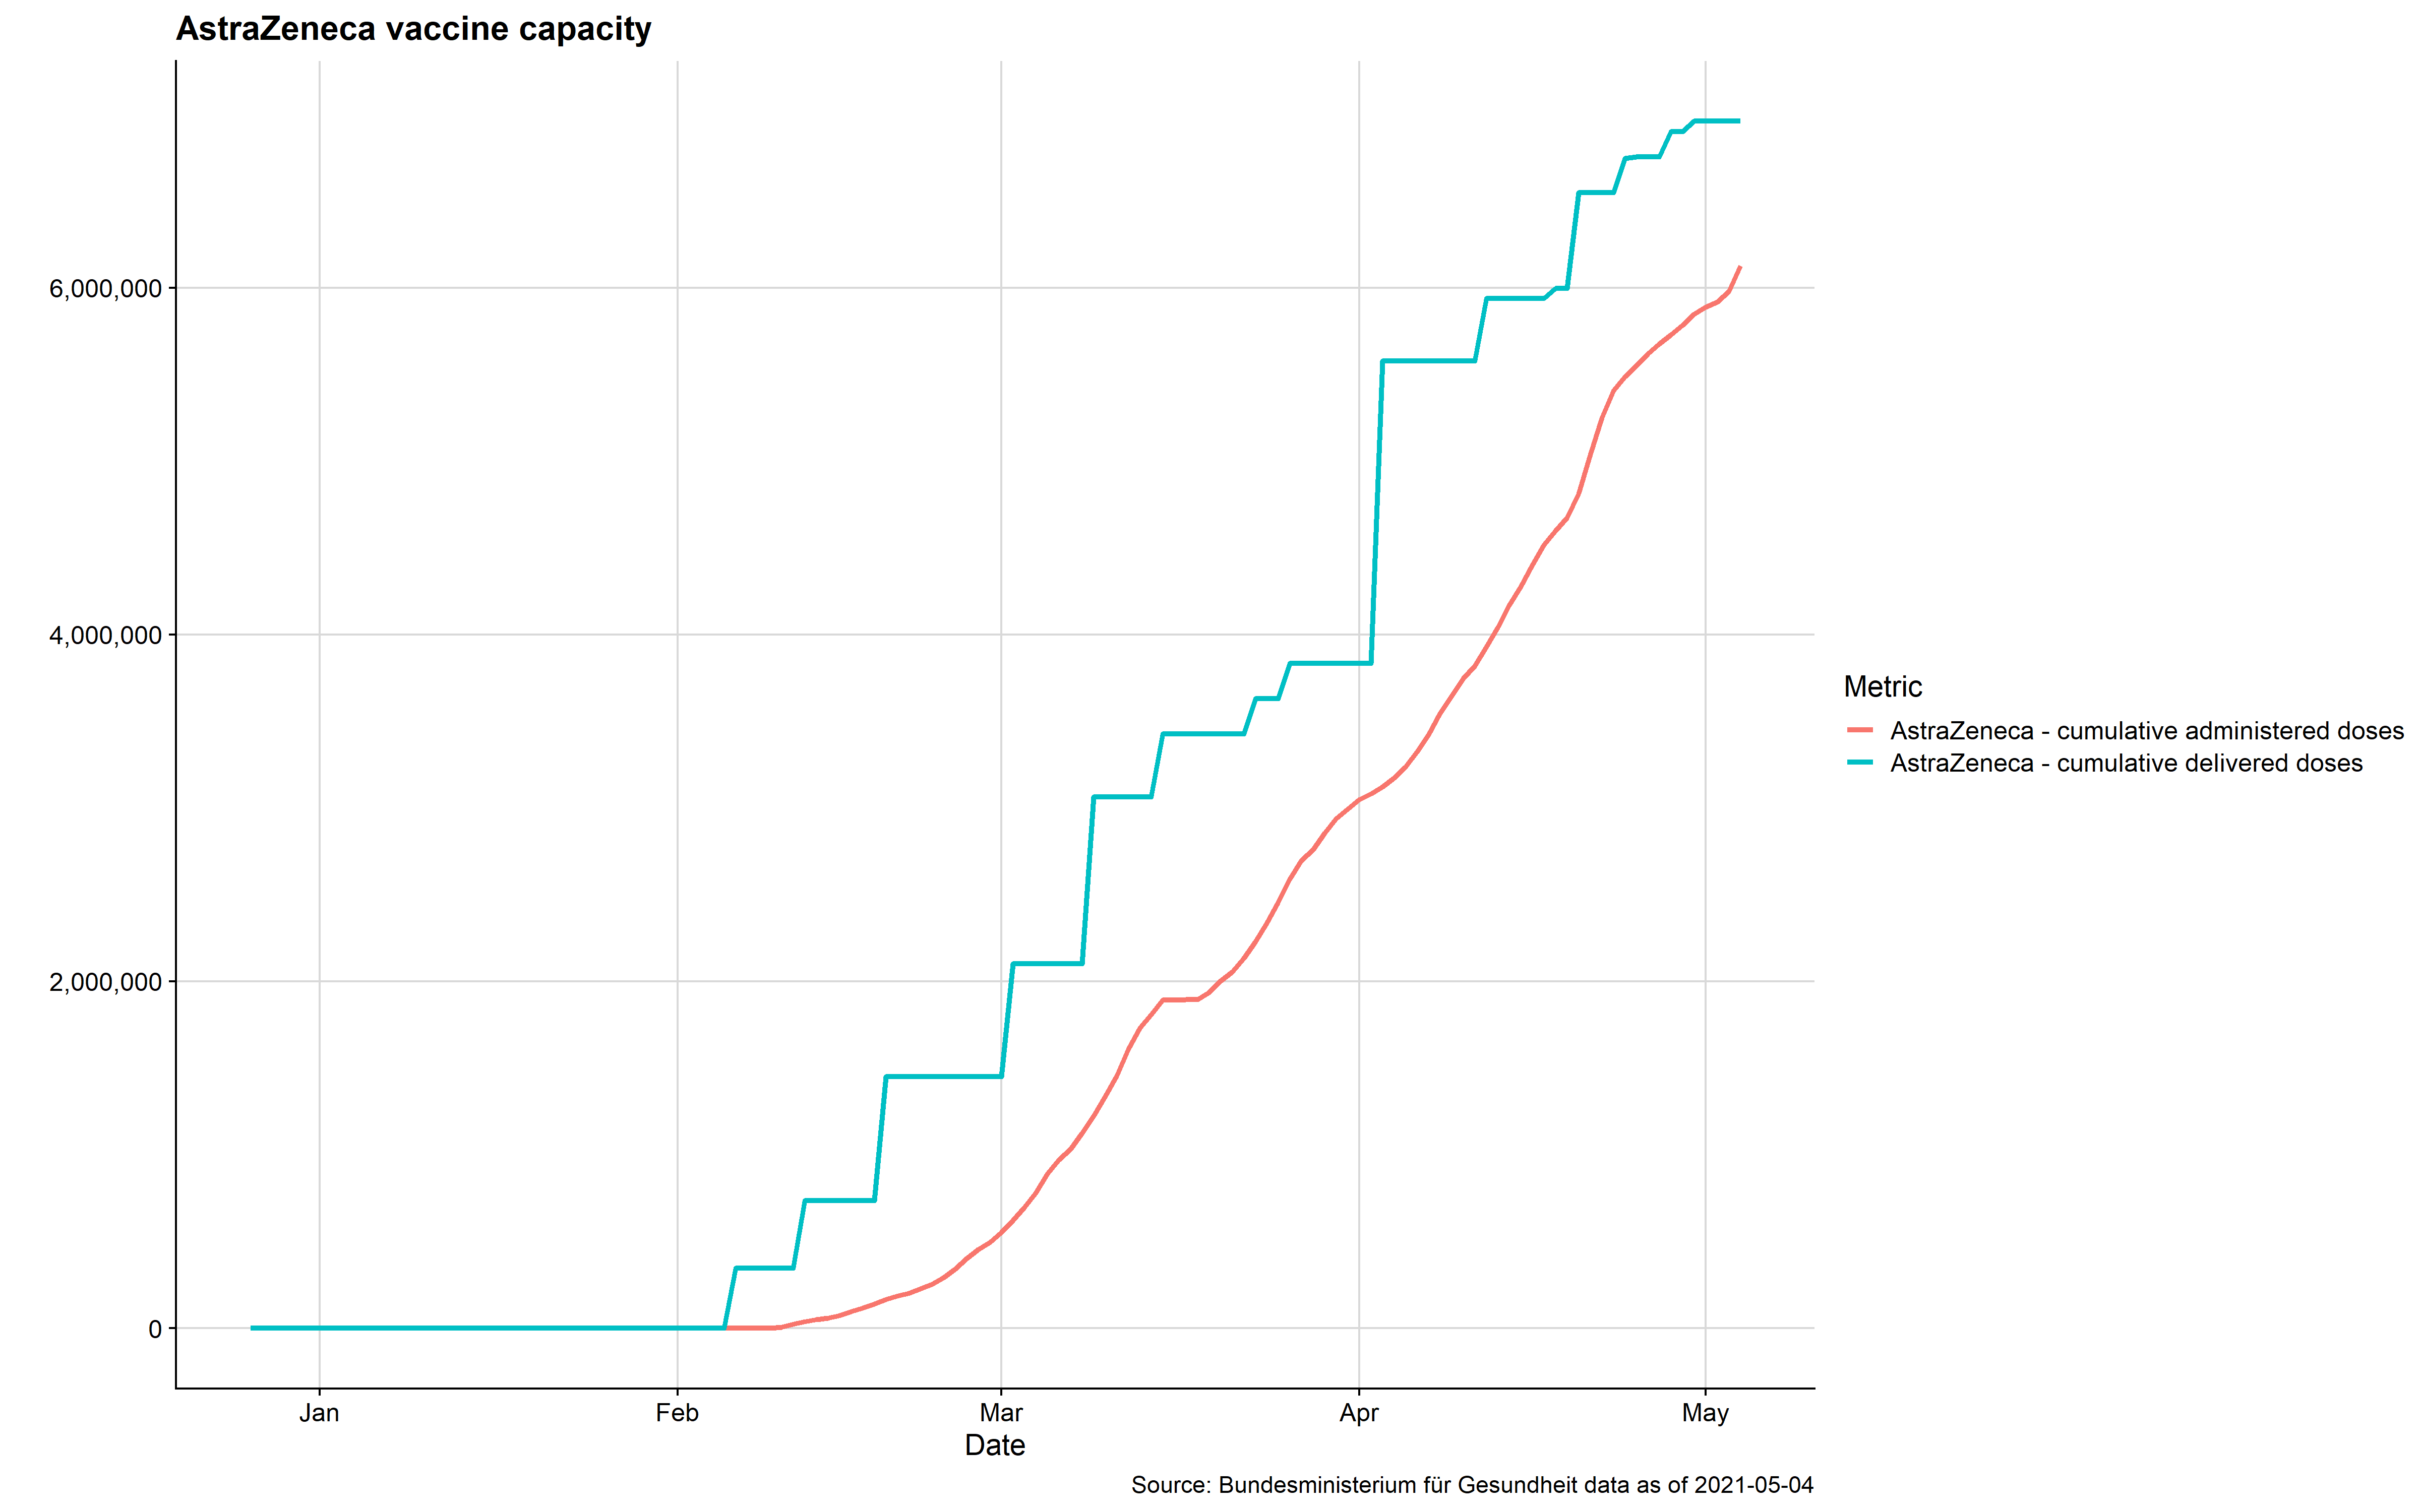 AstraZeneca vaccine capacity
6,000,000
4,000,000
2,000,000
0
Jan Feb Mar Apr May
Date
Metric
AstraZeneca - cumulative administered doses
AstraZeneca - cumulative delivered doses
Source: Bundesministerium für Gesundheit data as of 2021-05-04